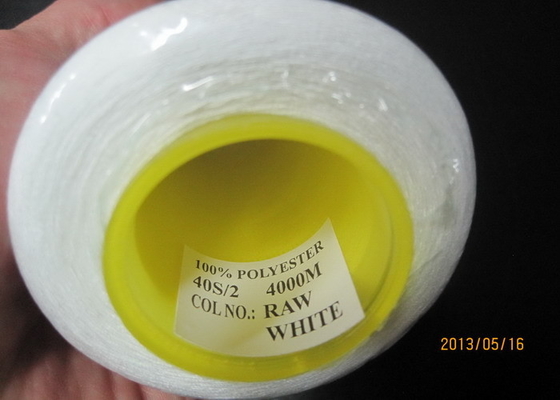 100% POLYESTER
40S/2 4000M
COL NO.: RAW
WHITE
2013/05/16